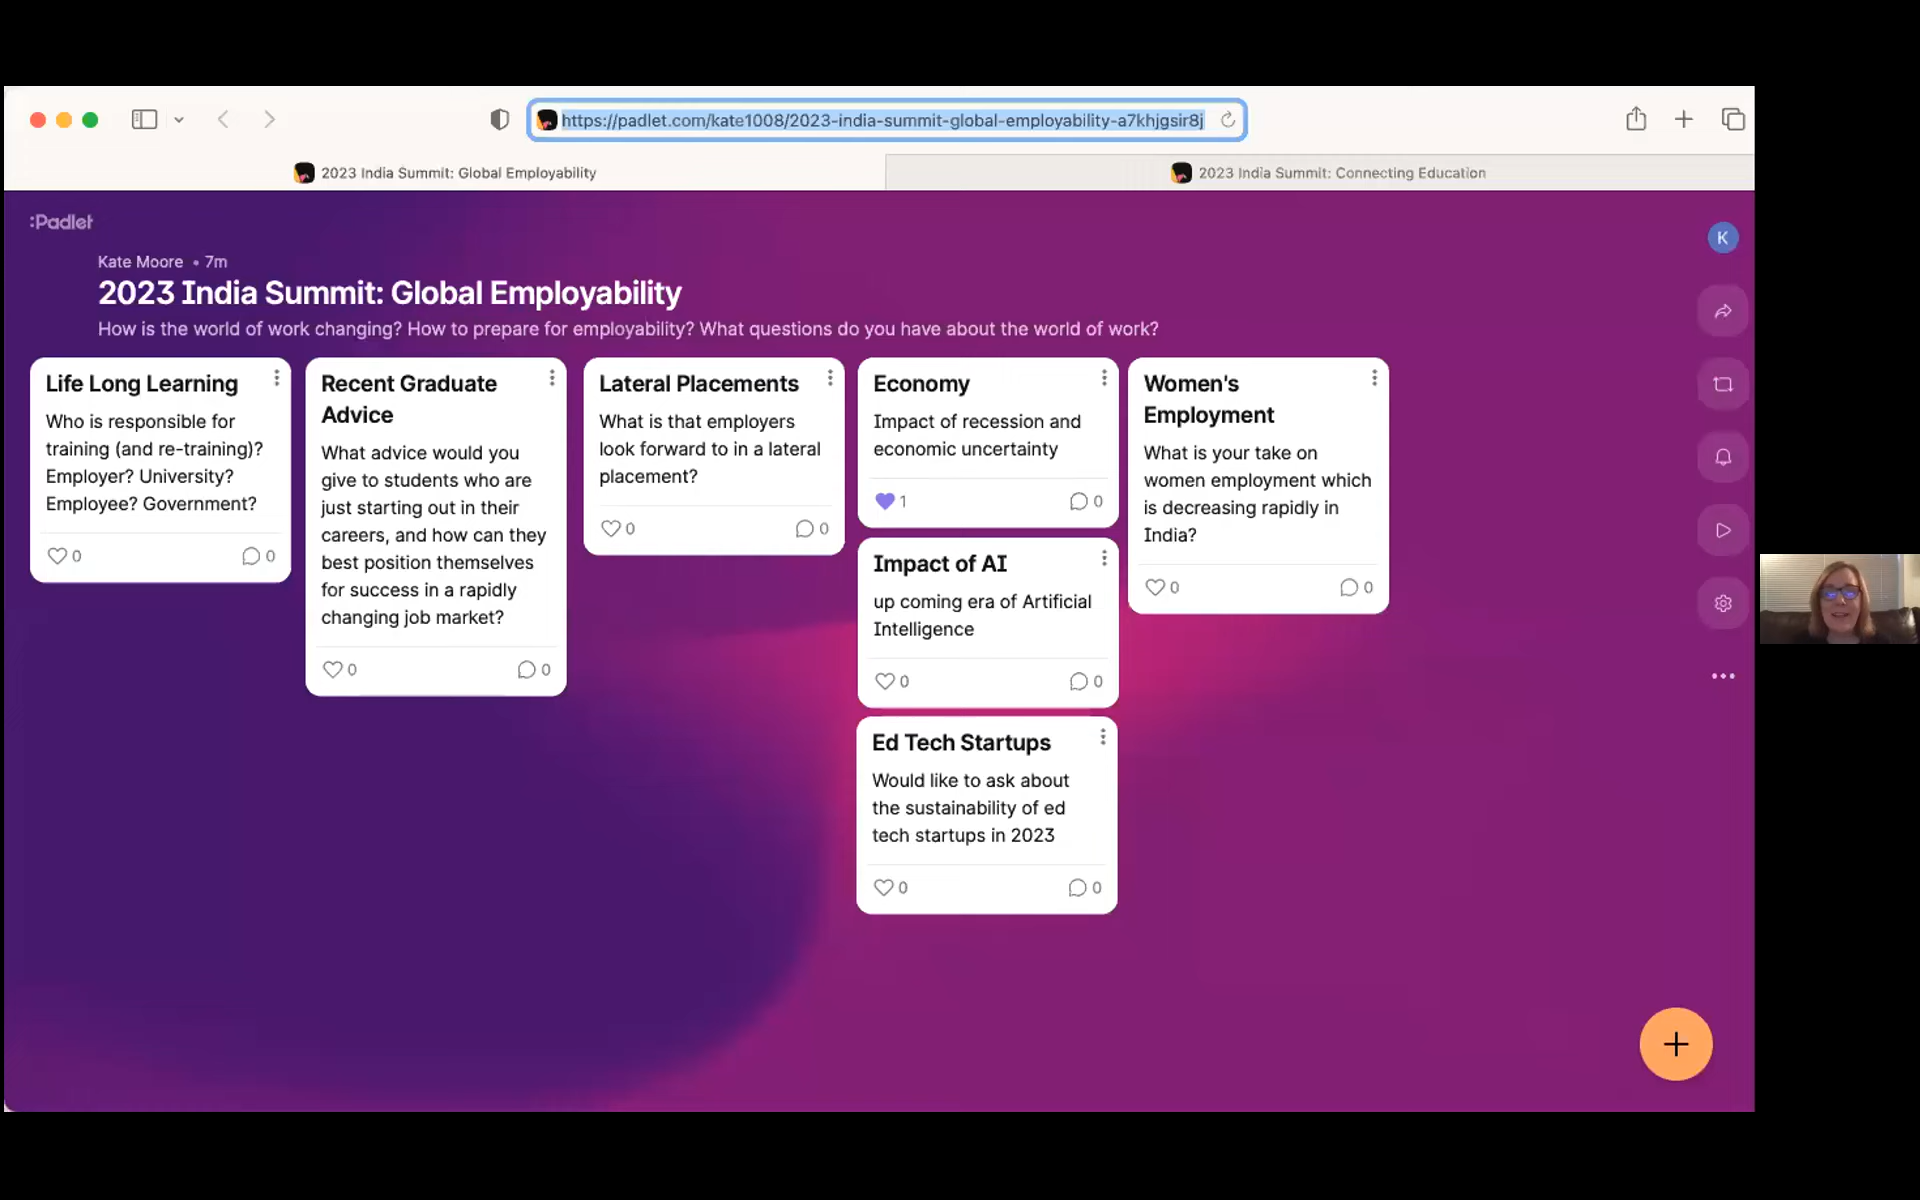 https://padlet.com/kate1008/2023-india-summit-global-employability-a7khjgsir8j
2023 India Summit: Global Employability
2023 India Summit: Connecting Education
:Padlet
K
Kate Moore • 7m
2023 India Summit: Global Employability
How is the world of work changing? How to prepare for employability? What questions do you have about the world of work?
Life Long Learning
Who is responsible for
training (and re-training)?
Employer? University?
Employee? Government?
0
0
Recent Graduate
Advice
What advice would you
give to students who are
just starting out in their
careers, and how can they
best position themselves
for success in a rapidly
changing job market?
0
0
Lateral Placements
What is that employers
look forward to in a lateral
placement?
0
0
Economy
Impact of recession and
economic uncertainty
1
0
Impact of AI
up coming era of Artificial
Intelligence
0
0
Ed Tech Startups
Would like to ask about
the sustainability of ed
tech startups in 2023
0
0
Women's
Employment
What is your take on
women employment which
is decreasing rapidly in
India?
0
0